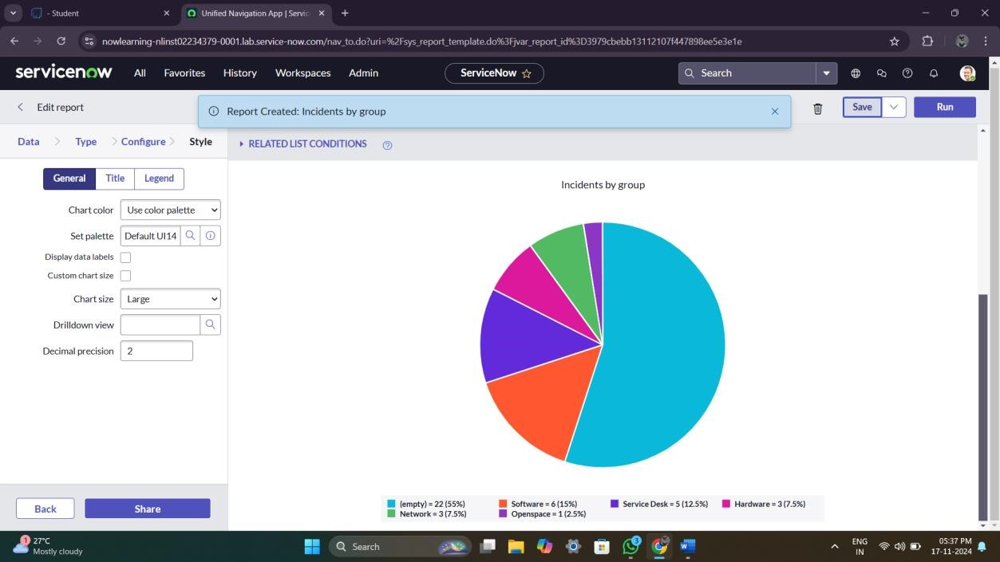 - Student
Unified Navigation App | Servic
nowlearning-nlinst02234379-0001.lab.service-now.com/nav_to.do?uri=%2Fsys_report_template.do%3Fjvar_report_id%3D3979cbebb13112107f447898ee5e3e1e
servicenow All Favorites History Workspaces Admin ServiceNow Search
Edit report Report Created: Incidents by group Save Run
Data Type Configure Style RELATED LIST CONDITIONS
General Title Legend
Incidents by group
Chart color Use color palette
Set palette Default UI14
Display data labels
Custom chart size
Chart size Large
Drilldown view
Decimal precision 2
(empty) = 22 (55%) Software = 6 (15%) Service Desk = 5 (12.5%) Hardware = 3 (7.5%)
Network = 3 (7.5%) Openspace = 1 (2.5%)
Back Share
1 27°C
Mostly cloudy
Search
3
ENG
IN
05:37 PM
17-11-2024